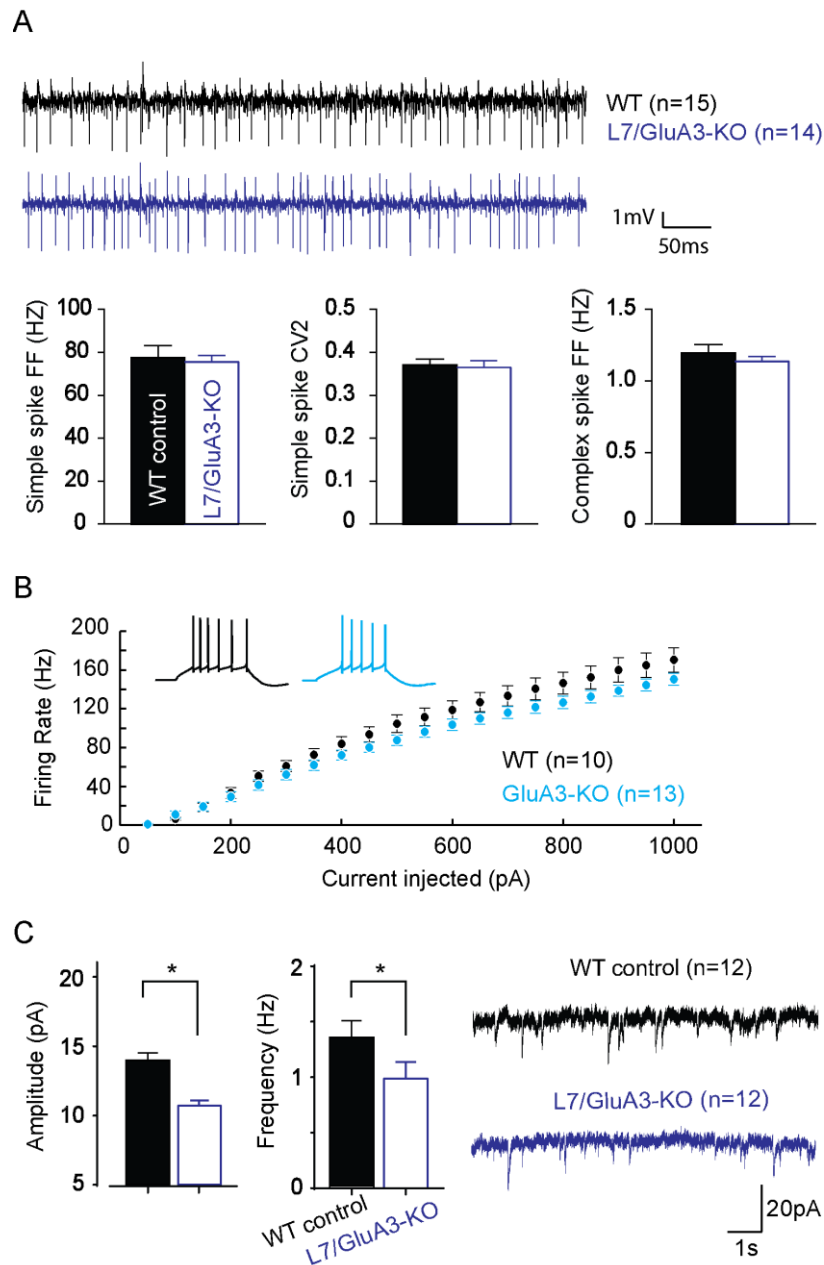 A
WT (n=15)
L7/GluA3-KO (n=14)
1mV
50ms
Simple spike FF (HZ)
100
80
60
40
20
0
WT control
L7/GluA3-KO
Simple spike CV2
0.5
0.4
0.3
0.2
0.1
0
Complex spike FF (HZ)
1.5
1.0
0.5
0
B
Firing Rate (Hz)
200
160
120
80
40
0
WT (n=10)
GluA3-KO (n=13)
0 200 400 600 800 1000
Current injected (pA)
C
Amplitude (pA)
20
15
10
5
*
Frequency (Hz)
2
1
0
*
WT control
L7/GluA3-KO
WT control (n=12)
L7/GluA3-KO (n=12)
20pA
1s